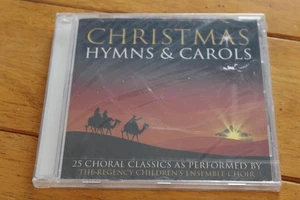 CHRISTMAS
HYMNS & CAROLS
25 CHORAL CLASSICS AS PERFORMED BY
THE REGENCY CHILDREN'S ENSEMBLE CHOIR